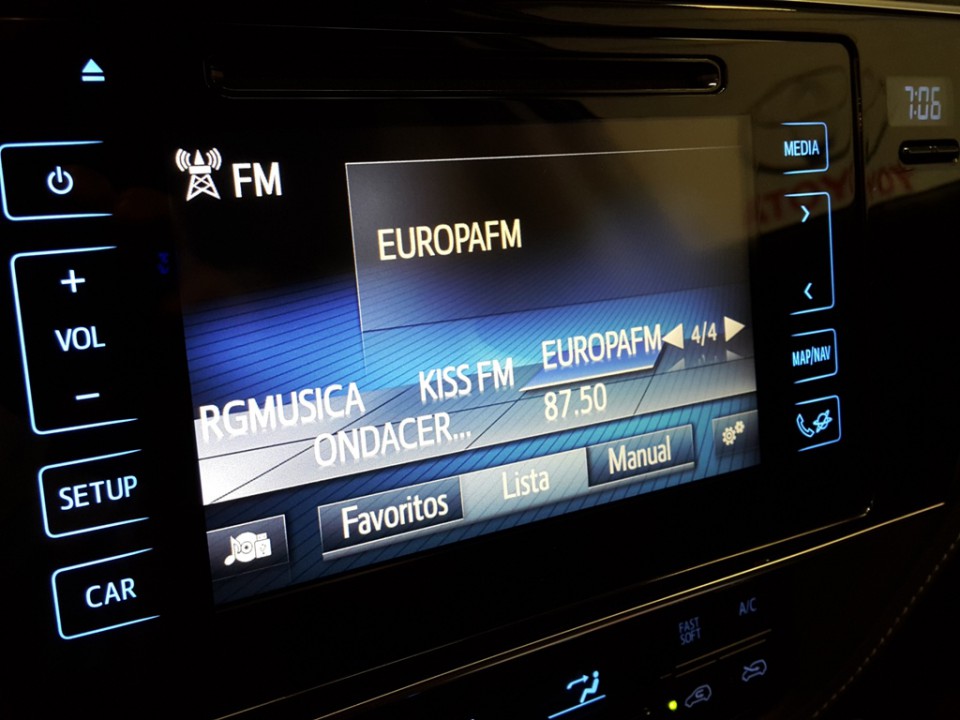 7:06
MEDIA
FM
EUROPAFM
VOL
EUROPAFM
4/4
MAP/NAV
RGMUSICA
KISS FM
ONDACER...
87.50
SETUP
Favoritos
Lista
Manual
CAR
A/C
FAST
SOFT